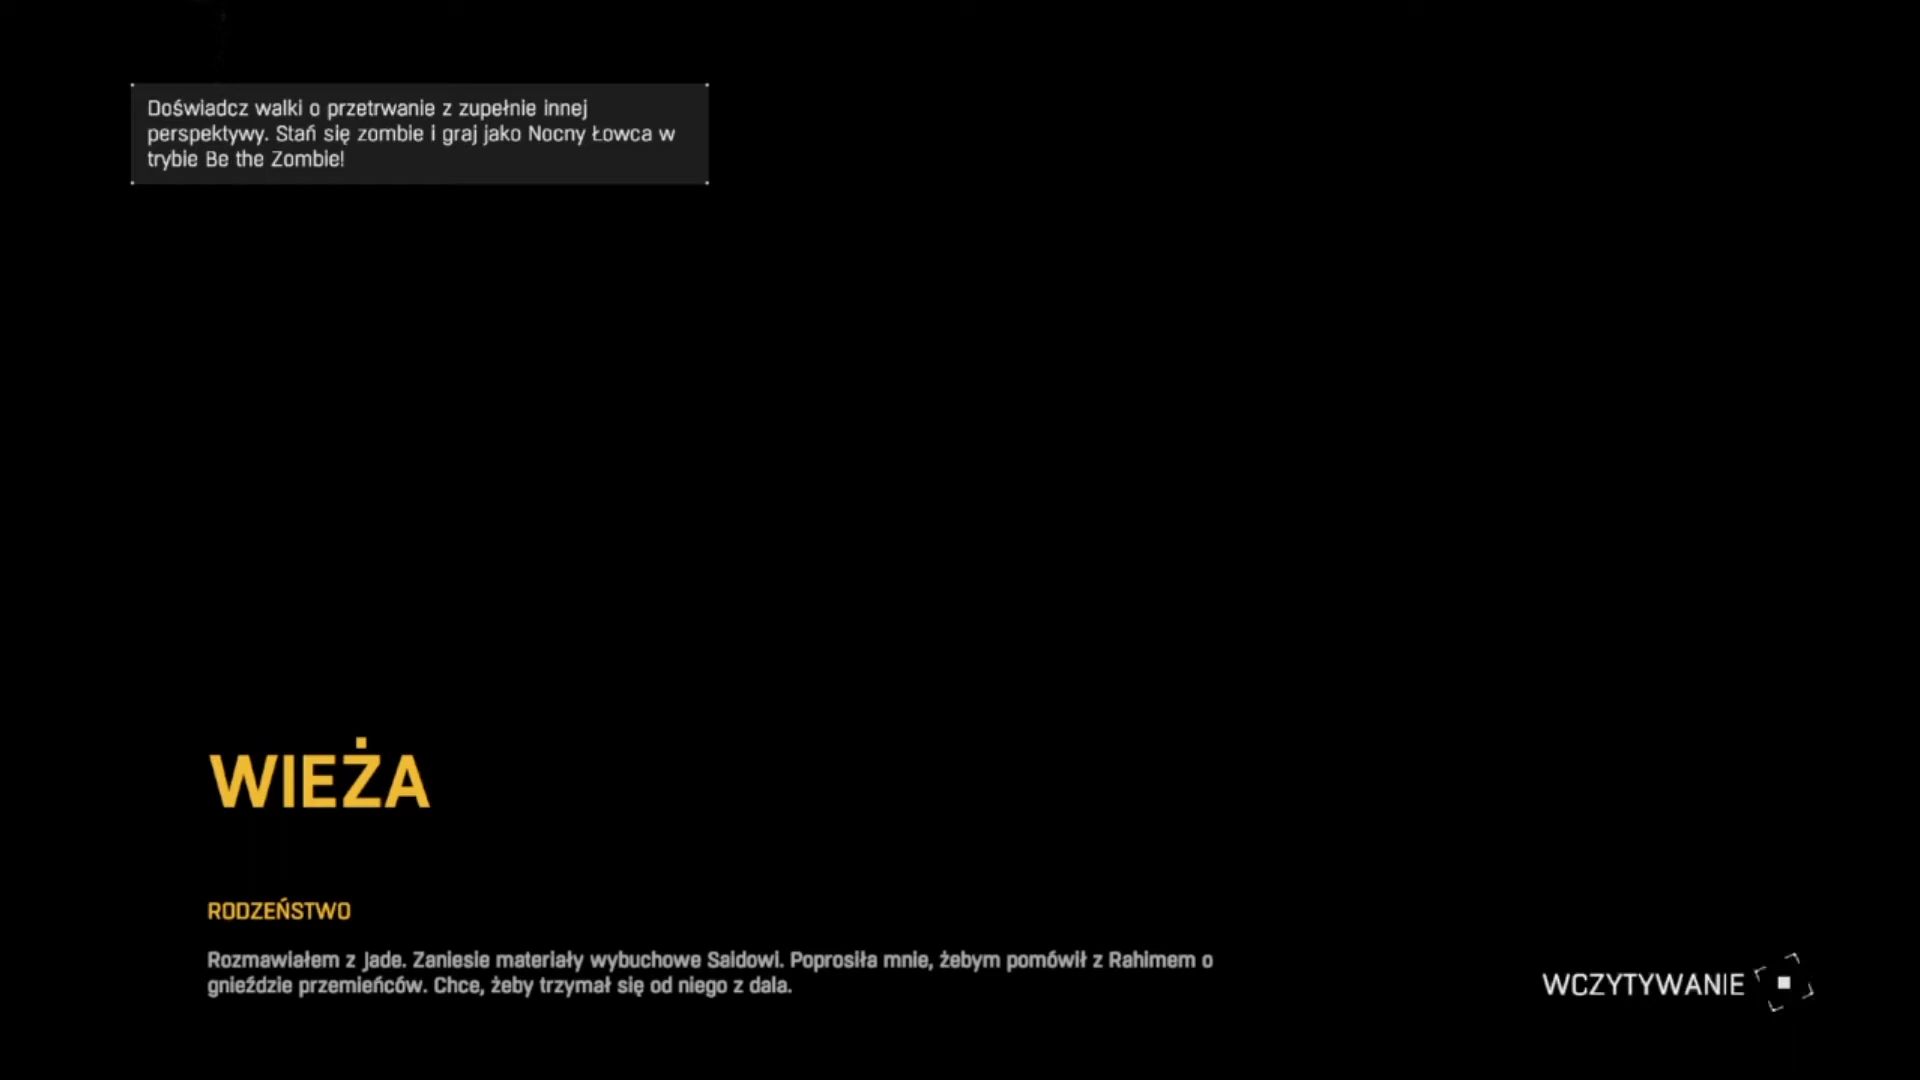 Doświadcz walki o przetrwanie z zupełnie innej
perspektywy. Stań się zombie i graj jako Nocny Łowca w
trybie Be the Zombie!
WIEŻA
RODZEŃSTWO
Rozmawiałem z Jade. Zaniesie materiały wybuchowe Saidowi. Poprosiła mnie, żebym pomówił z Rahimem o
gnieździe przemieńców. Chce, żeby trzymał się od niego z dala.
WCZYTYWANIE